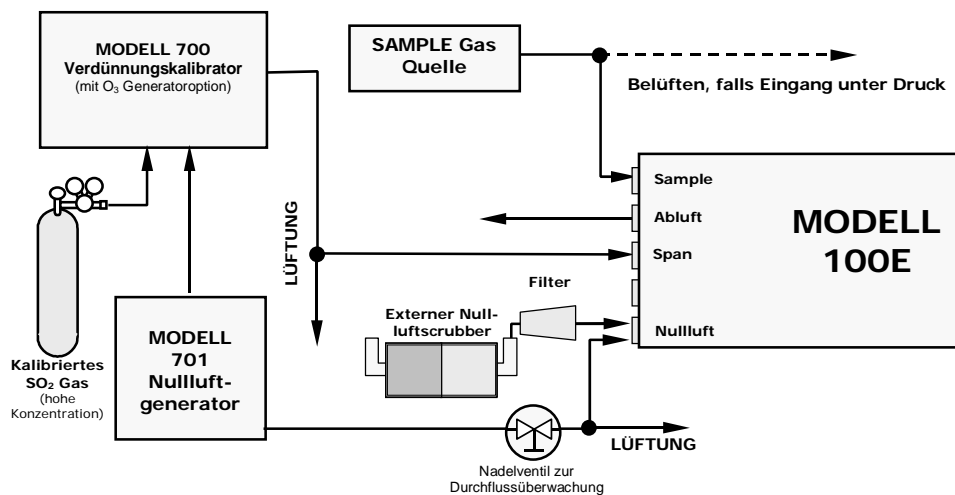 MODELL 700
Verdünnungskalibrator
(mit O₃ Generatoroption)
SAMPLE Gas
Quelle
Belüften, falls Eingang unter Druck
Sample
Abluft
Span
Nullluft
MODELL
100E
LÜFTUNG
Filter
Externer Null-
luftscrubber
Kalibriertes
SO₂ Gas
(hohe
Konzentration)
MODELL
701
Nullluft-
generator
LÜFTUNG
Nadelventil zur
Durchflussüberwachung